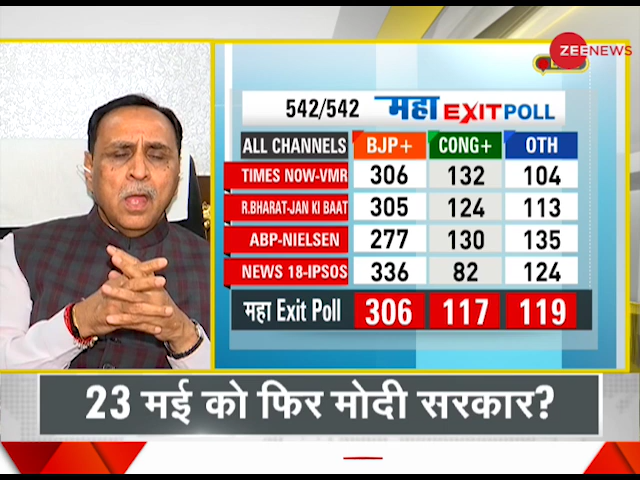 ZEE NEWS
542/542 महा EXIT POLL
ALL CHANNELS BJP+ CONG+ OTH
TIMES NOW-VMR 306 132 104
R.BHARAT-JAN KI BAAT 305 124 113
ABP-NIELSEN 277 130 135
NEWS 18-IPSOS 336 82 124
महा Exit Poll 306 117 119
23 मई को फिर मोदी सरकार?